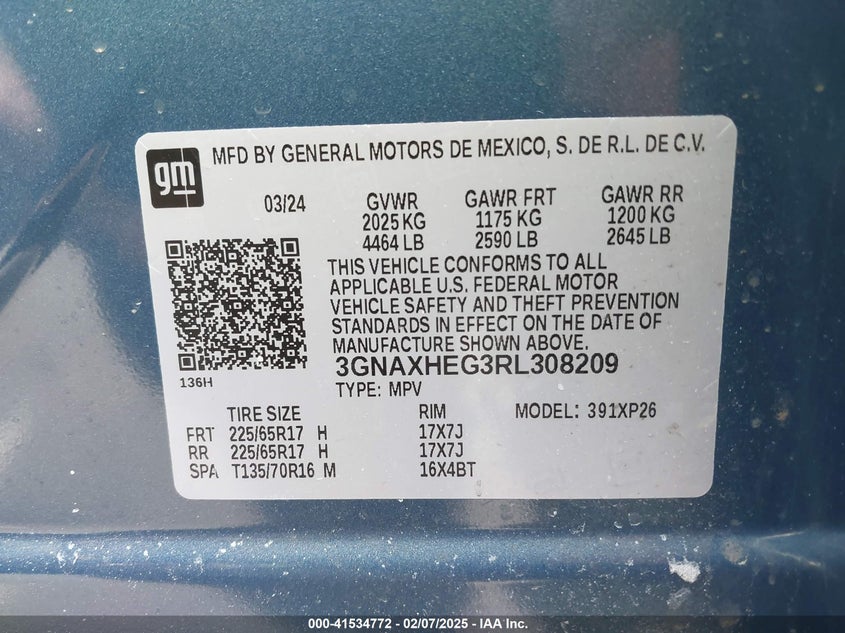 gm
MFD BY GENERAL MOTORS DE MEXICO, S. DE R.L. DE C.V.
03/24 GVWR GAWR FRT GAWR RR
2025 KG 1175 KG 1200 KG
4464 LB 2590 LB 2645 LB
THIS VEHICLE CONFORMS TO ALL
APPLICABLE U.S. FEDERAL MOTOR
VEHICLE SAFETY AND THEFT PREVENTION
STANDARDS IN EFFECT ON THE DATE OF
MANUFACTURE SHOWN ABOVE.
3GNAXHEG3RL308209
136H
TYPE: MPV
TIRE SIZE RIM MODEL: 391XP26
FRT 225/65R17 H 17X7J
RR 225/65R17 H 17X7J
SPA T135/70R16 M 16X4BT
000-41534772 / 02/07/2025 - IAA Inc.